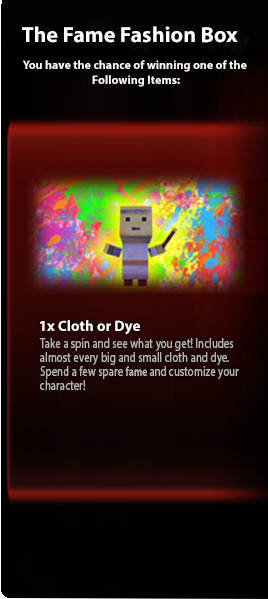 The Fame Fashion Box
You have the chance of winning one of the
Following Items:
1x Cloth or Dye
Take a spin and see what you get! Includes
almost every big and small cloth and dye.
Spend a few spare fame and customize your
character!